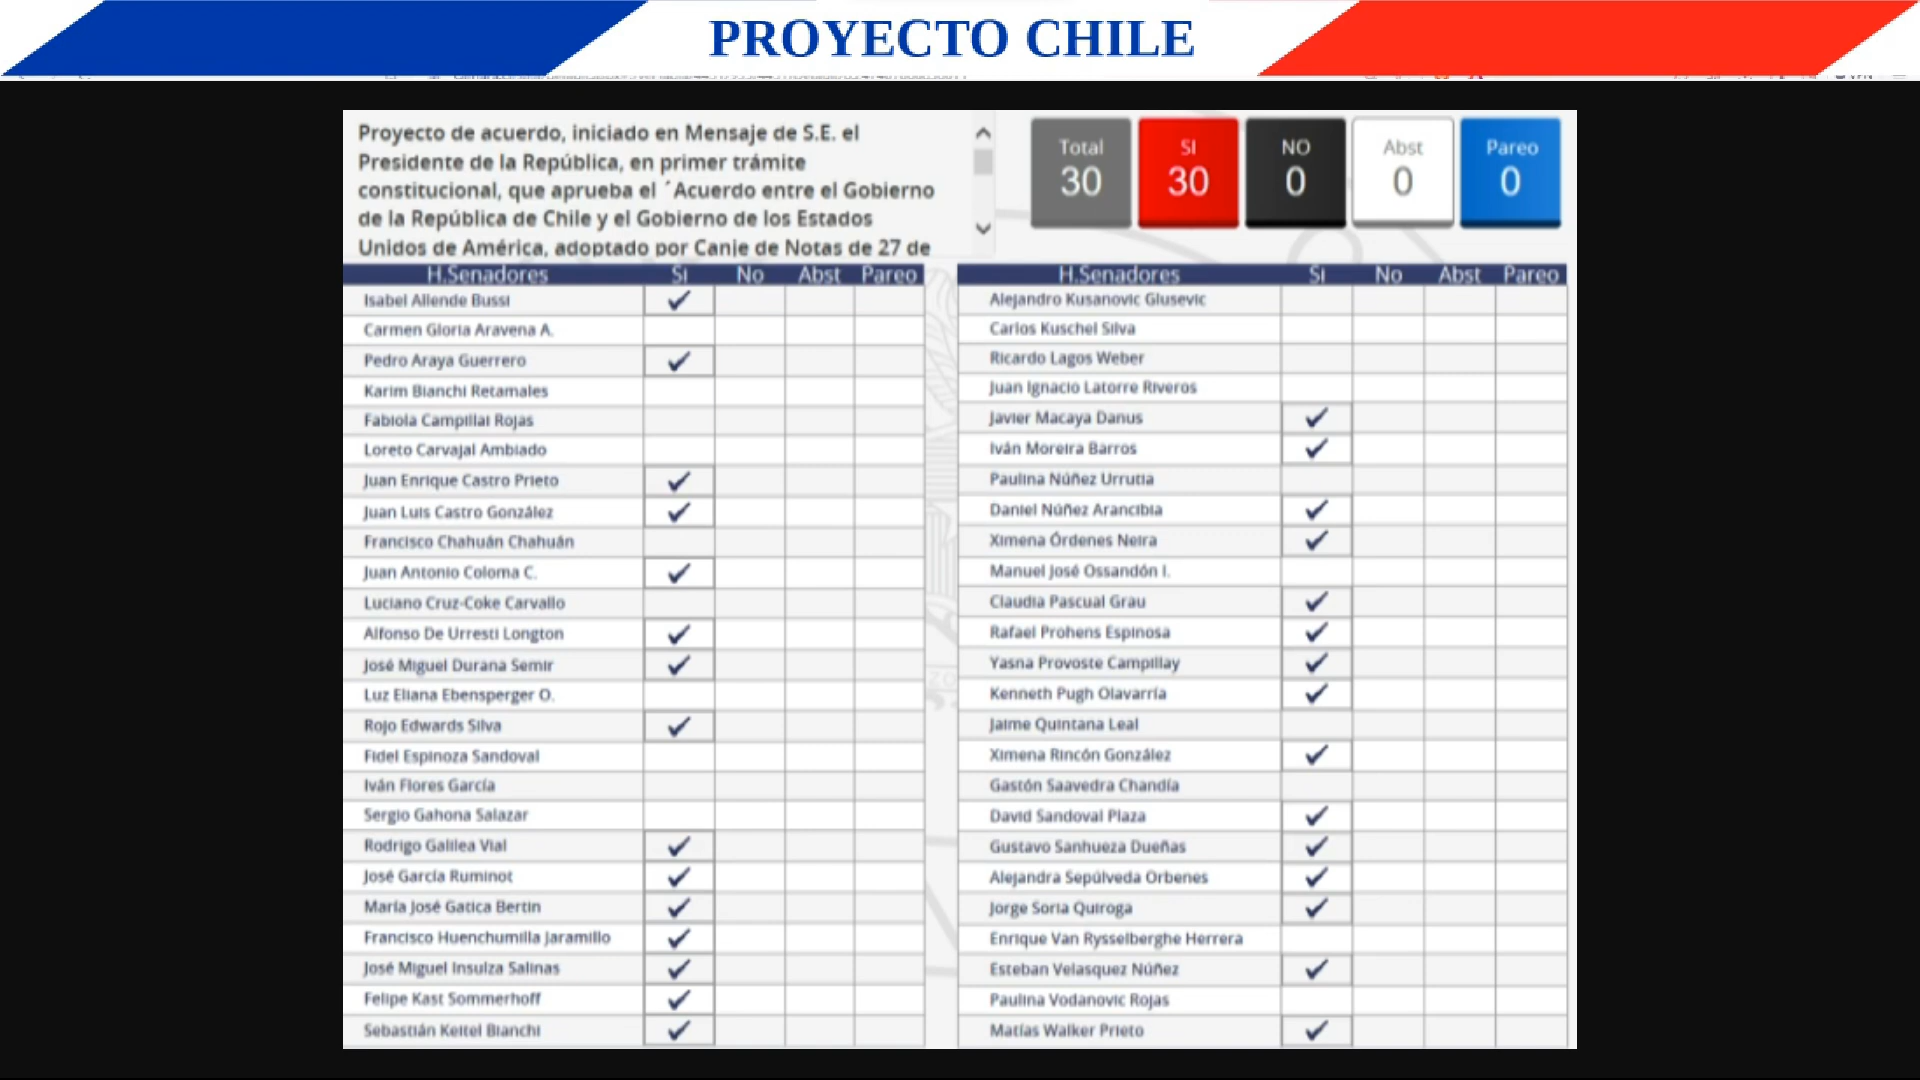 PROYECTO CHILE
Proyecto de acuerdo, iniciado en Mensaje de S.E. el
Presidente de la República, en primer trámite
constitucional, que aprueba el ´Acuerdo entre el Gobierno
de la República de Chile y el Gobierno de los Estados
Unidos de América, adoptado por Canje de Notas de 27 de
Total
30
SI
30
NO
0
Abst
0
Pareo
0
H.Senadores Si No Abst Pareo
Isabel Allende Bussi
Carmen Gloria Aravena A.
Pedro Araya Guerrero
Karim Bianchi Retamales
Fabiola Campillai Rojas
Loreto Carvajal Ambiado
Juan Enrique Castro Prieto
Juan Luis Castro González
Francisco Chahuán Chahuán
Juan Antonio Coloma C.
Luciano Cruz-Coke Carvallo
Alfonso De Urresti Longton
José Miguel Durana Semir
Luz Eliana Ebensperger O.
Rojo Edwards Silva
Fidel Espinoza Sandoval
Iván Flores García
Sergio Gahona Salazar
Rodrigo Galilea Vial
José García Ruminot
María José Gatica Bertin
Francisco Huenchumilla Jaramillo
José Miguel Insulza Salinas
Felipe Kast Sommerhoff
Sebastián Keitel Bianchi
H.Senadores Si No Abst Pareo
Alejandro Kusanovic Glusevic
Carlos Kuschel Silva
Ricardo Lagos Weber
Juan Ignacio Latorre Riveros
Javier Macaya Danus
Iván Moreira Barros
Paulina Núñez Urrutia
Daniel Núñez Arancibia
Ximena Órdenes Neira
Manuel José Ossandón I.
Claudia Pascual Grau
Rafael Prohens Espinosa
Yasna Provoste Campillay
Kenneth Pugh Olavarría
Jaime Quintana Leal
Ximena Rincón González
Gastón Saavedra Chandía
David Sandoval Plaza
Gustavo Sanhueza Dueñas
Alejandra Sepúlveda Orbenes
Jorge Soria Quiroga
Enrique Van Rysselberghe Herrera
Esteban Velasquez Núñez
Paulina Vodanovic Rojas
Matías Walker Prieto